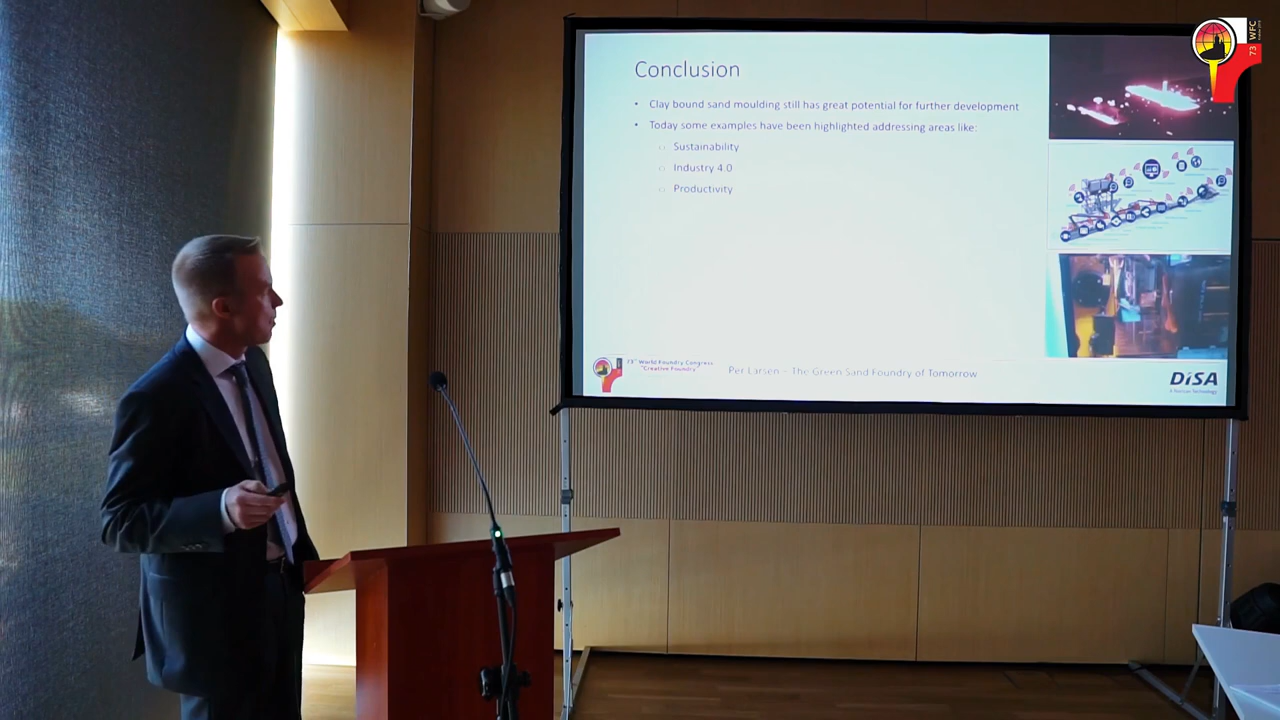 Conclusion
• Clay bound sand moulding still has great potential for further development
• Today some examples have been highlighted addressing areas like:
Sustainability
Industry 4.0
Productivity
73rd World Foundry Congress
"Creative Foundry"
Per Larsen – The Green Sand Foundry of Tomorrow
DISA
A Norican Technology
73 WFC